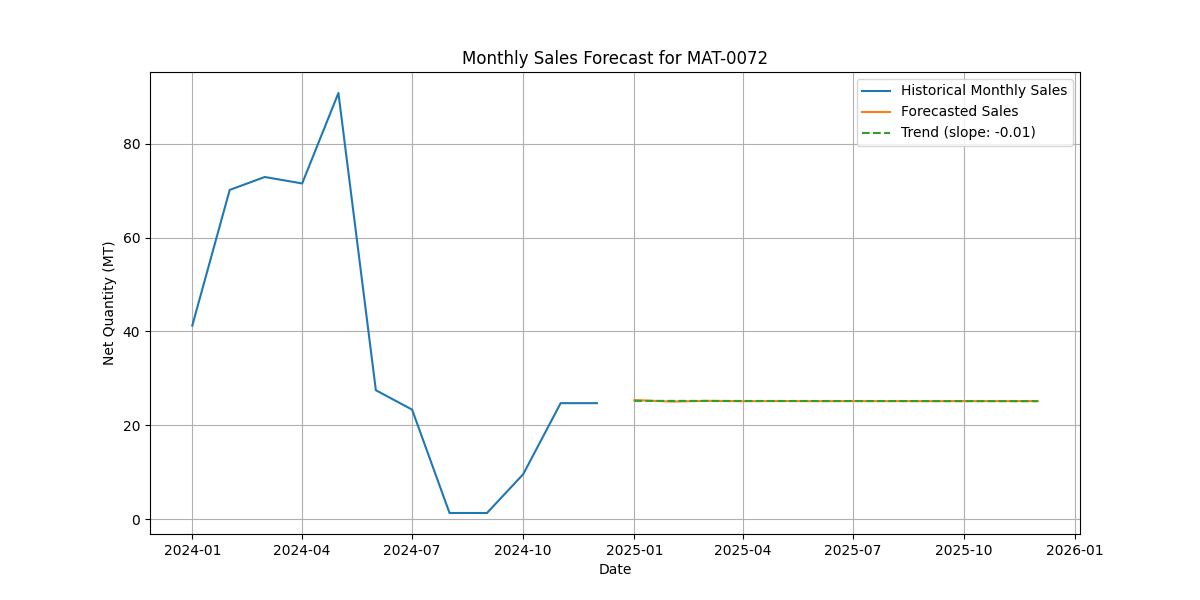 Monthly Sales Forecast for MAT-0072
Historical Monthly Sales
Forecasted Sales
Trend (slope: -0.01)
Net Quantity (MT)
80
60
40
20
0
2024-01 2024-04 2024-07 2024-10 2025-01 2025-04 2025-07 2025-10 2026-01
Date